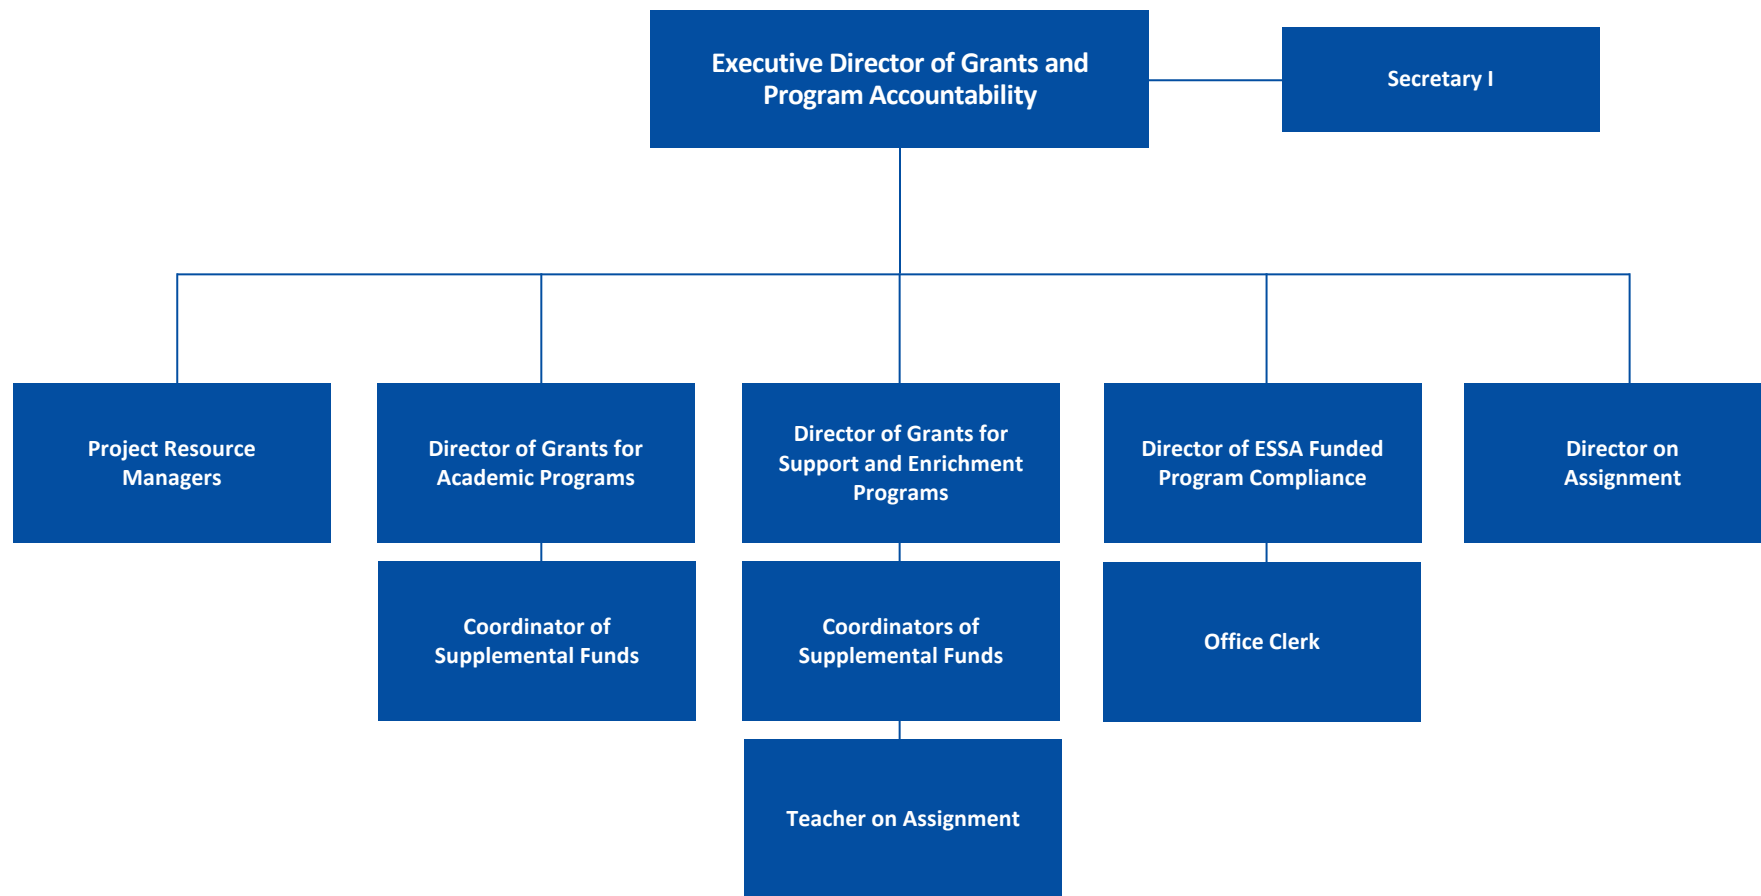 Executive Director of Grants and
Program Accountability
Secretary I
Project Resource
Managers
Director of Grants for
Academic Programs
Director of Grants for
Support and Enrichment
Programs
Director of ESSA Funded
Program Compliance
Director on
Assignment
Coordinator of
Supplemental Funds
Coordinators of
Supplemental Funds
Office Clerk
Teacher on Assignment